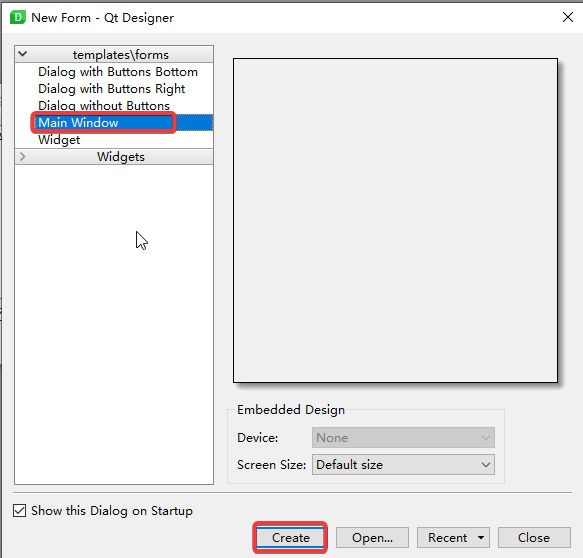 New Form - Qt Designer
templates\forms
Dialog with Buttons Bottom
Dialog with Buttons Right
Dialog without Buttons
Main Window
Widget
Widgets
Embedded Design
Device: None
Screen Size: Default size
Show this Dialog on Startup
Create Open... Recent Close